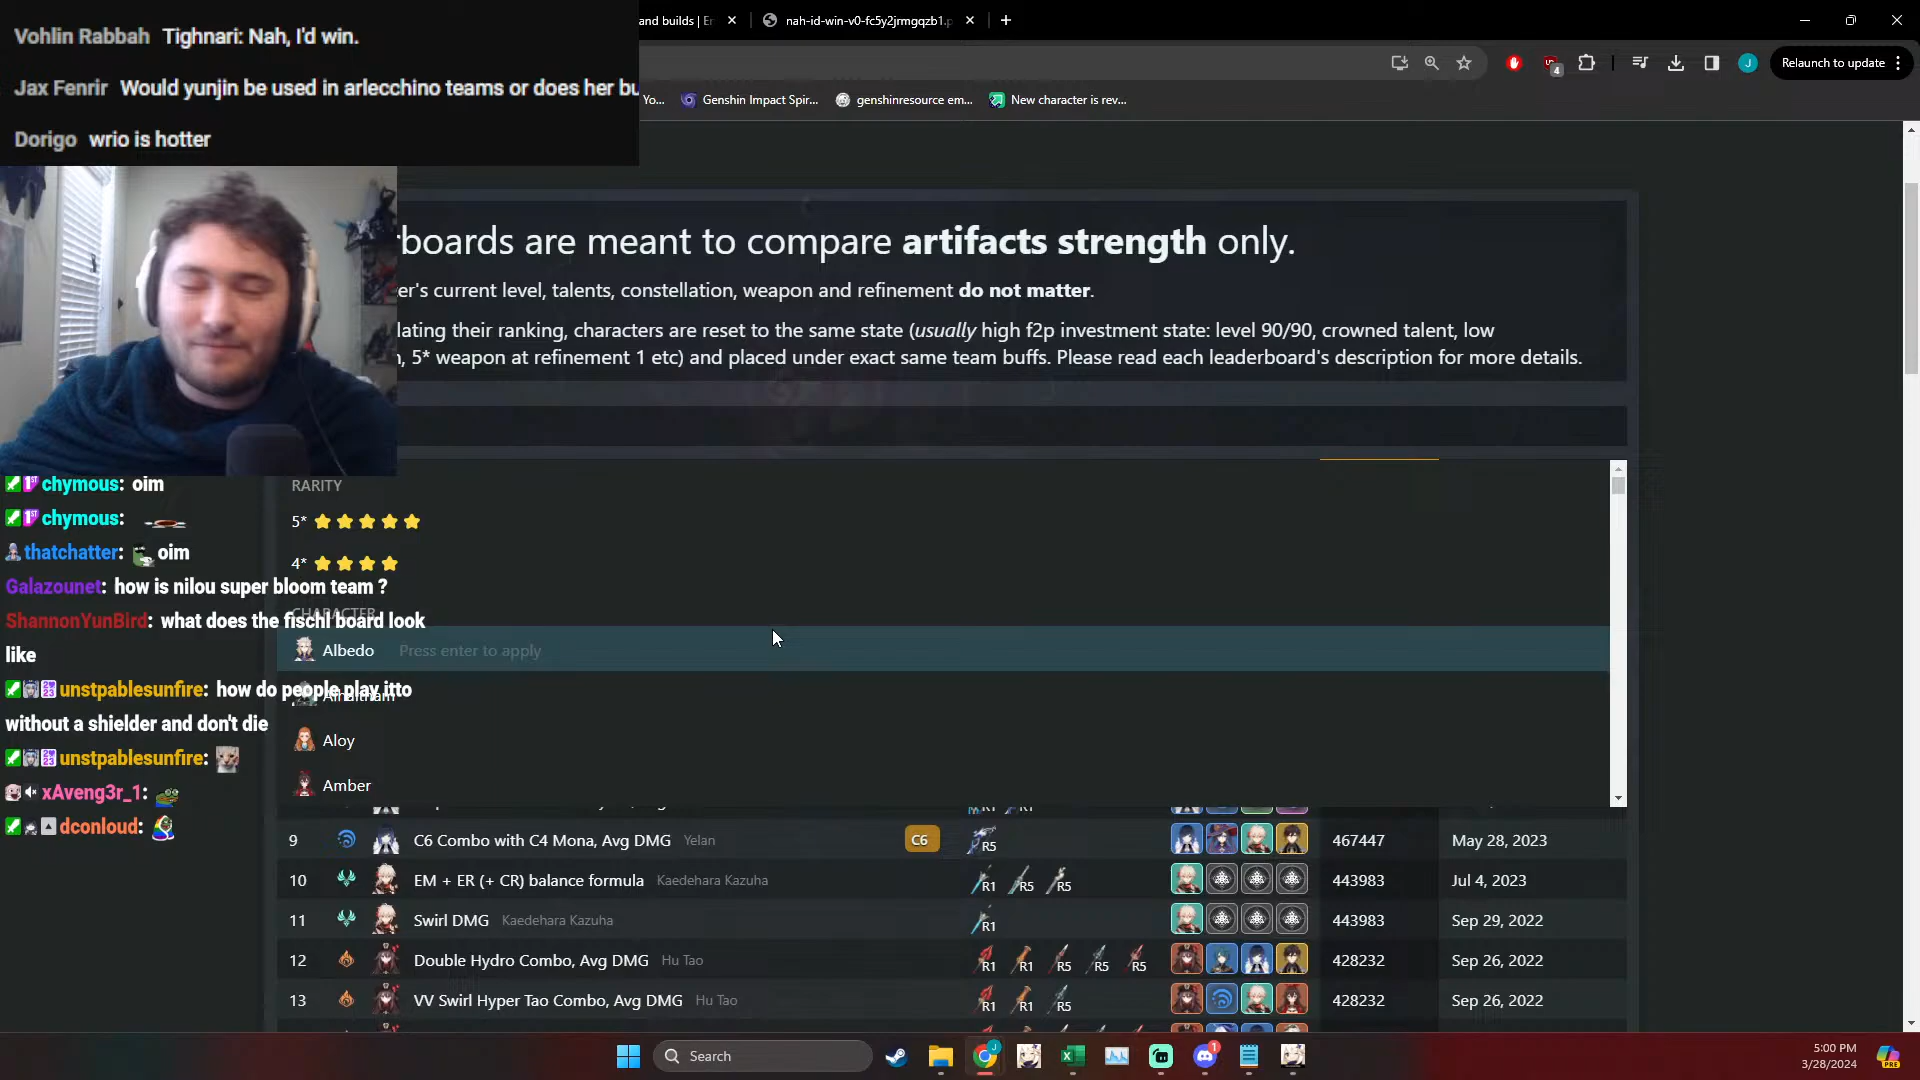 Vohlin Rabbah Tighnari: Nah, I'd win.
and builds | E
nah-id-win-v0-fc5y2jrmgqzb1.p
Jax Fenrir Would yunjin be used in arlecchino teams or does her bu
4
J
Relaunch to update
Yo...
Genshin Impact Spir...
genshinresource em...
New character is rev...
Dorigo wrio is hotter
boards are meant to compare artifacts strength only.
er's current level, talents, constellation, weapon and refinement do not matter.
lating their ranking, characters are reset to the same state (usually high f2p investment state: level 90/90, crowned talent, low
, 5* weapon at refinement 1 etc) and placed under exact same team buffs. Please read each leaderboard's description for more details.
RARITY
5*
4*
CHARACTER
Albedo Press enter to apply
Alhaitham
Aloy
Amber
chymous: oim
chymous:
thatchatter: oim
Galazounet: how is nilou super bloom team ?
ShannonYunBird: what does the fischl board look
like
unstpablesunfire: how do people play itto
without a shielder and don't die
unstpablesunfire:
xAveng3r_1:
dconloud:
9 C6 Combo with C4 Mona, Avg DMG Yelan C6 R5 467447 May 28, 2023
10 EM + ER (+ CR) balance formula Kaedehara Kazuha R1 R5 R5 443983 Jul 4, 2023
11 Swirl DMG Kaedehara Kazuha R1 443983 Sep 29, 2022
12 Double Hydro Combo, Avg DMG Hu Tao R1 R1 R5 R5 R5 428232 Sep 26, 2022
13 VV Swirl Hyper Tao Combo, Avg DMG Hu Tao R1 R1 R5 428232 Sep 26, 2022
Search
1
5:00 PM
3/28/2024
PRE